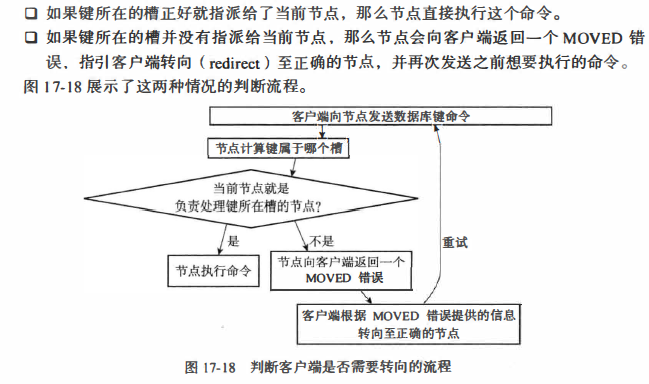 ❏ 如果键所在的槽正好就指派给了当前节点，那么节点直接执行这个命令。
❏ 如果键所在的槽并没有指派给当前节点，那么节点会向客户端返回一个 MOVED 错
误，指引客户端转向（redirect）至正确的节点，并再次发送之前想要执行的命令。
图 17-18 展示了这两种情况的判断流程。
客户端向节点发送数据库键命令
节点计算键属于哪个槽
当前节点就是
负责处理键所在槽的节点?
是
不是
重试
节点执行命令
节点向客户端返回一个
MOVED 错误
客户端根据 MOVED 错误提供的信息
转向至正确的节点
图 17-18 判断客户端是否需要转向的流程